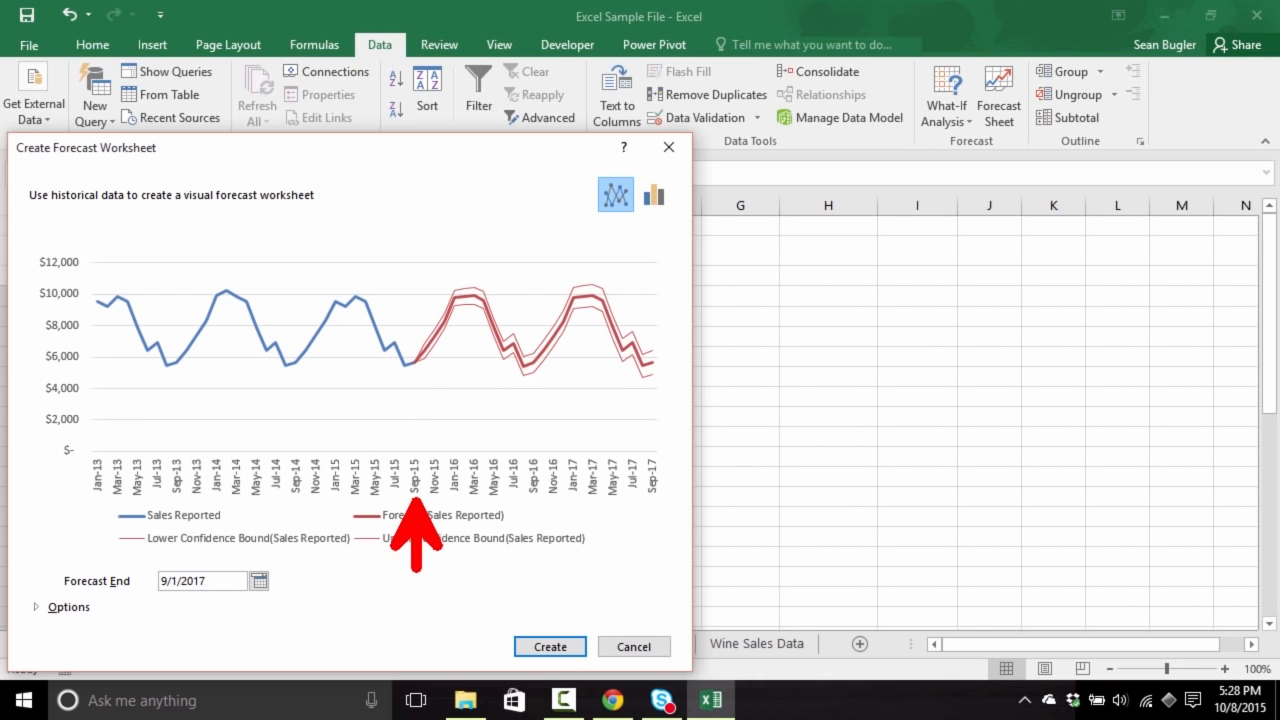 Excel Sample File - Excel
File Home Insert Page Layout Formulas Data Review View Developer Power Pivot Tell me what you want to do... Sean Bugler Share
Show Queries Connections Clear Flash Fill Consolidate Group
Get External New From Table Refresh Properties Sort Filter Reapply Text to Remove Duplicates Relationships What-If Forecast Ungroup
Data Query Recent Sources All Edit Links Advanced Columns Data Validation Manage Data Model Analysis Sheet Subtotal
Data Tools Forecast Outline
Create Forecast Worksheet ?
Use historical data to create a visual forecast worksheet
G H I J K L M N
$12,000
$10,000
$8,000
$6,000
$4,000
$2,000
$-
Jan-13 Mar-13 May-13 Jul-13 Sep-13 Nov-13 Jan-14 Mar-14 May-14 Jul-14 Sep-14 Nov-14 Jan-15 Mar-15 May-15 Jul-15 Sep-15 Nov-15 Jan-16 Mar-16 May-16 Jul-16 Sep-16 Nov-16 Jan-17 Mar-17 May-17 Jul-17 Sep-17
Sales Reported Sales Reported)
Lower Confidence Bound(Sales Reported) Bound(Sales Reported)
Forecast End 9/1/2017
Options
Create Cancel
Wine Sales Data
100%
Ask me anything
5:28 PM
10/8/2015